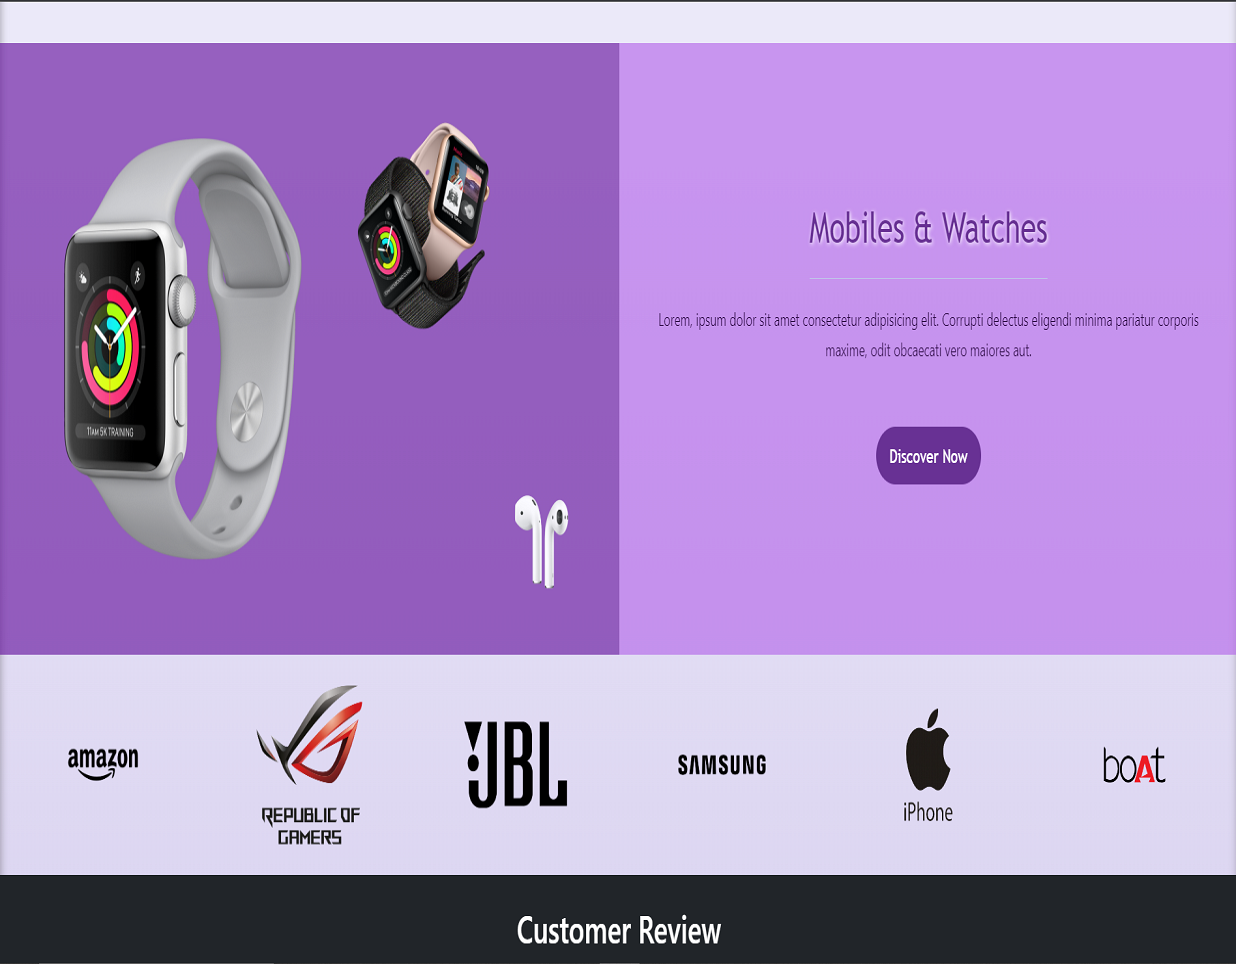 Mobiles & Watches
Lorem, ipsum dolor sit amet consectetur adipisicing elit. Corrupti delectus eligendi minima pariatur corporis
maxime, odit obcaecati vero maiores aut.
Discover Now
11AM 5K TRAINING
amazon
REPUBLIC OF
GAMERS
JBL
SAMSUNG
iPhone
boAt
Customer Review